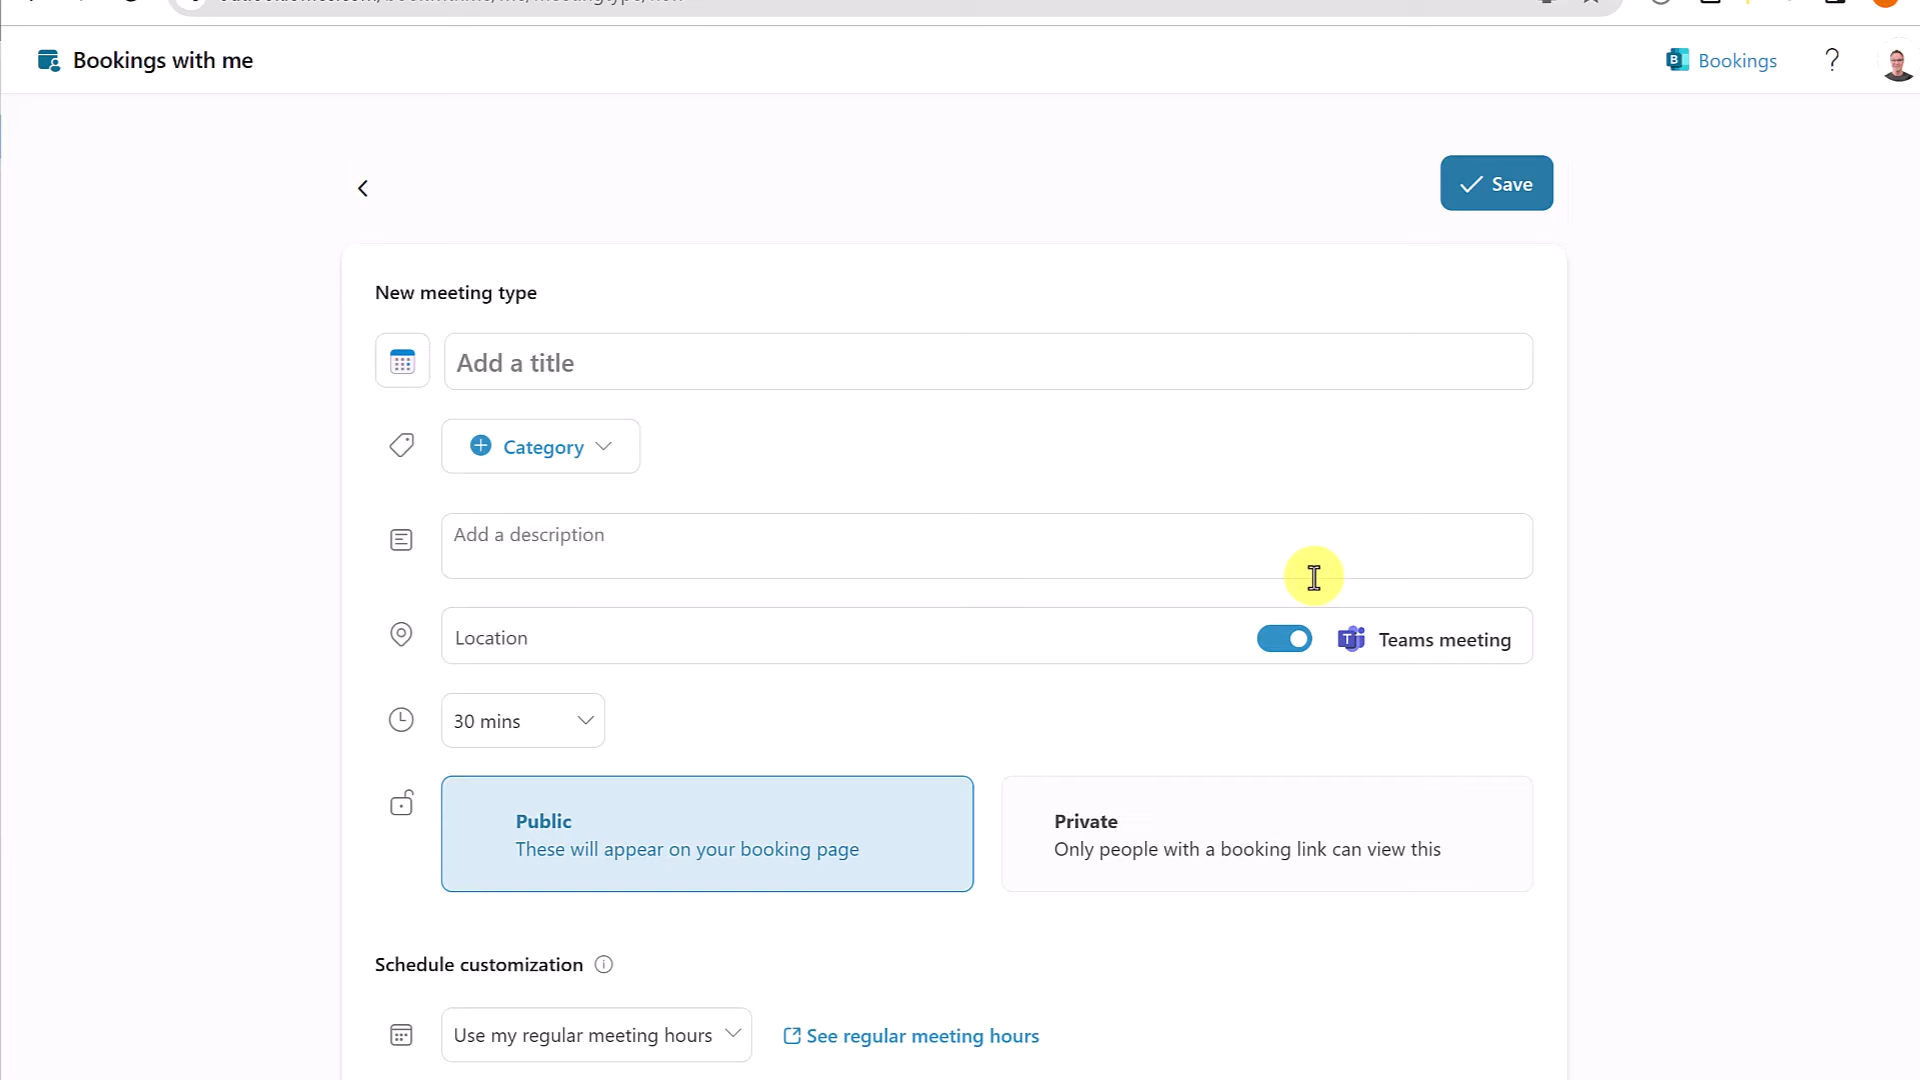 Bookings with me
Bookings
?
Save
New meeting type
Add a title
Category
Add a description
Location
Teams meeting
30 mins
Public
These will appear on your booking page
Private
Only people with a booking link can view this
Schedule customization
Use my regular meeting hours
See regular meeting hours